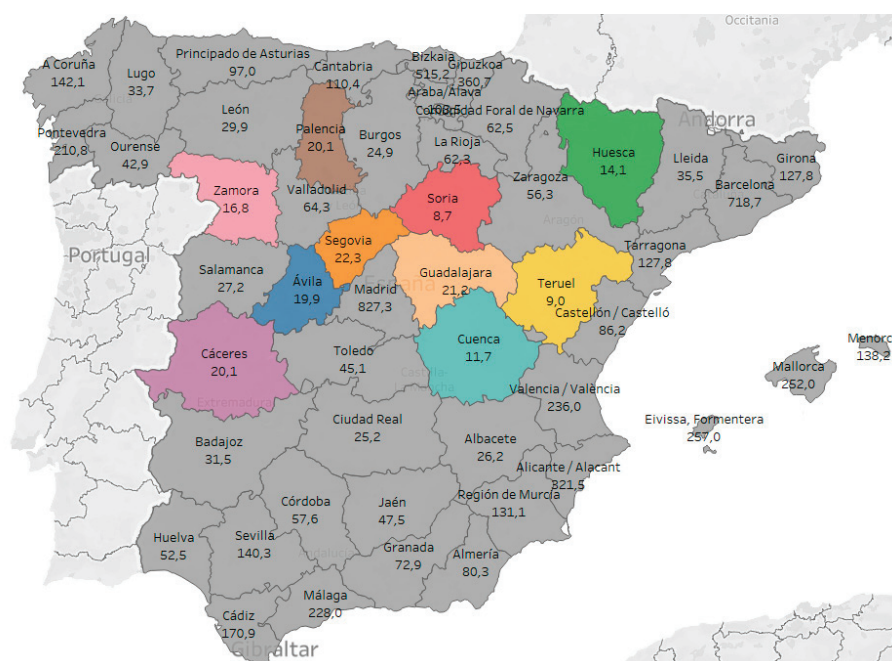 Occitania
A Coruña
142,1
Lugo
33,7
Principado de Asturias
97,0
Cantabria
110,4
Bizkaia
515,2
Gipuzkoa
360,7
Araba/Álava
Comunidad Foral de Navarra
62,5
Pontevedra
210,8
Ourense
42,9
León
29,9
Palencia
20,1
Burgos
24,9
La Rioja
62,3
Huesca
14,1
Andorra
Lleida
35,5
Girona
127,8
Barcelona
718,7
Zamora
16,8
Valladolid
64,3
Soria
8,7
Zaragoza
56,3
Aragón
Tarragona
127,8
Portugal
Salamanca
27,2
Segovia
22,3
Ávila
19,9
Madrid
827,3
España
Guadalajara
21,2
Teruel
9,0
Castellón / Castelló
86,2
Cáceres
20,1
Extremadura
Toledo
45,1
Cuenca
11,7
Valencia / València
236,0
Mallorca
252,0
Menorc
138,2
Eivissa, Formentera
257,0
Badajoz
31,5
Ciudad Real
25,2
Albacete
26,2
Alicante / Alacant
321,5
Región de Murcia
131,1
Huelva
52,5
Sevilla
140,3
Córdoba
57,6
Jaén
47,5
Andalucía
Granada
72,9
Almería
80,3
Málaga
228,0
Cádiz
170,9
Gibraltar